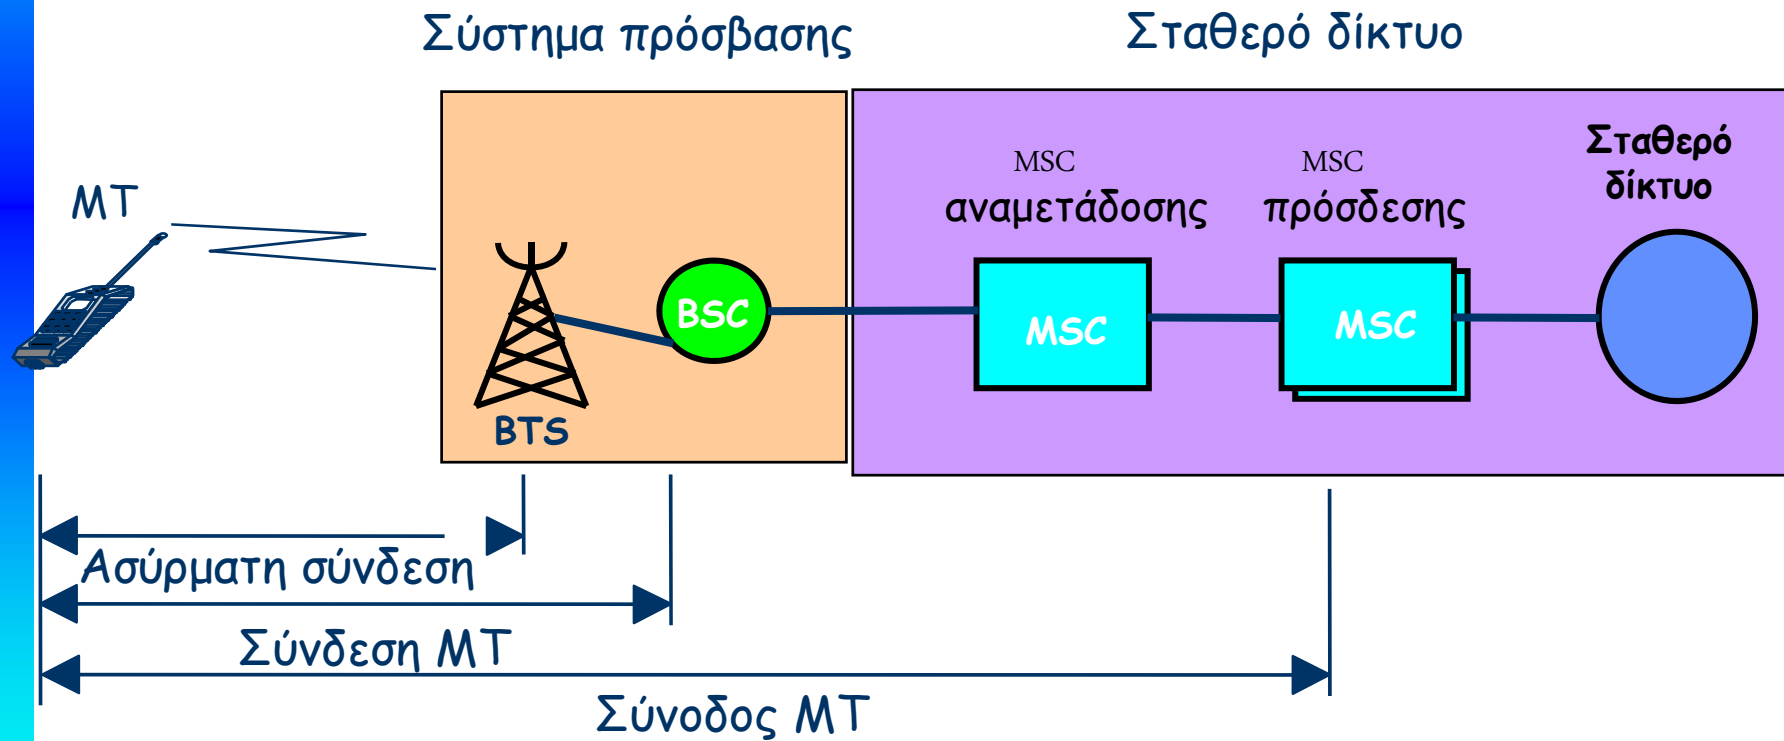 Σύστημα πρόσβασης
Σταθερό δίκτυο
MT
MSC
αναμετάδοσης
MSC
πρόσδεσης
Σταθερό
δίκτυο
BSC
MSC
MSC
BTS
Ασύρματη σύνδεση
Σύνδεση MT
Σύνοδος MT